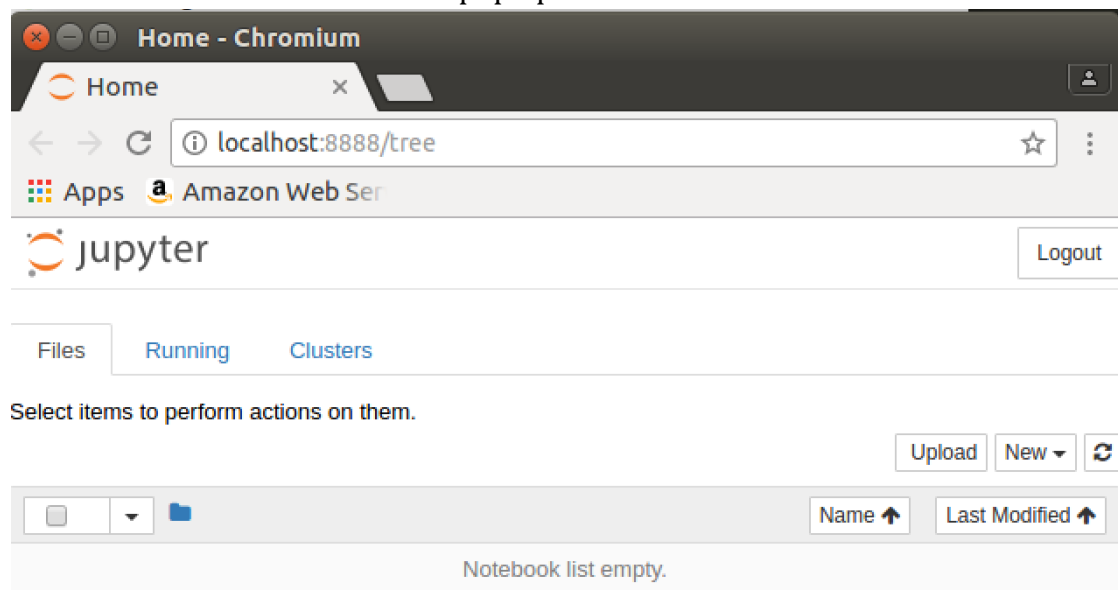 Home - Chromium
Home
localhost:8888/tree
Apps Amazon Web Ser
jupyter
Logout
Files Running Clusters
Select items to perform actions on them.
Upload New
Name Last Modified
Notebook list empty.